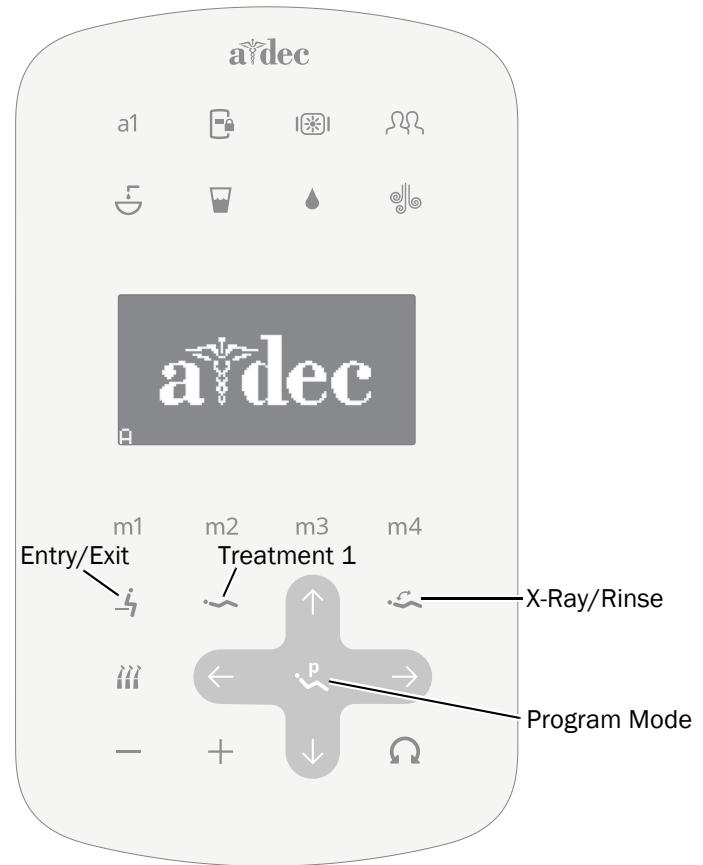 a dec
a1
a dec
A
m1 m2 m3 m4
Entry/Exit Treatment 1
X-Ray/Rinse
p
Program Mode